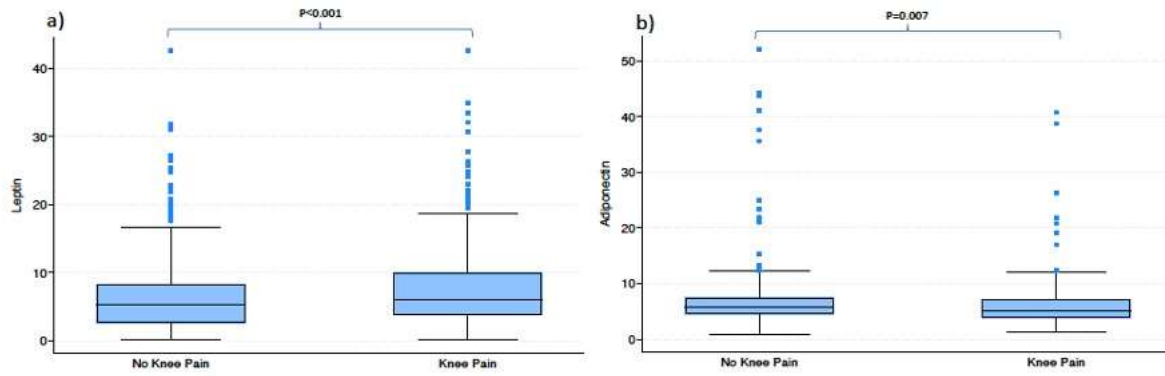 a)
P<0.001
40
30
20
10
0
Leptin
No Knee Pain
Knee Pain
b)
P=0.007
50
40
30
20
10
0
Adiponectin
No Knee Pain
Knee Pain